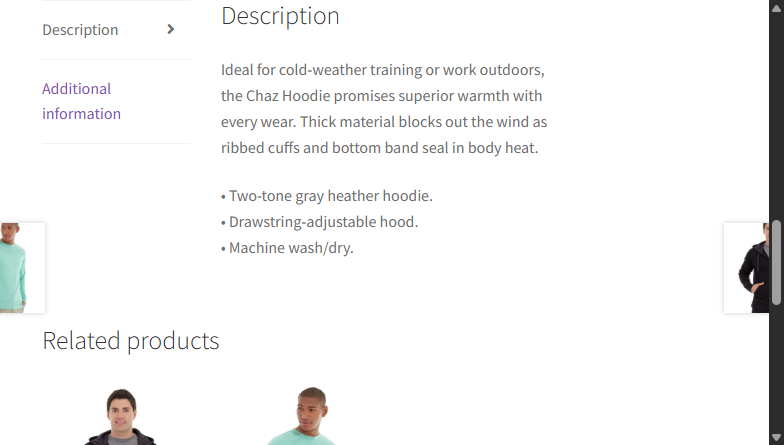 Description
Additional
information
Description
Ideal for cold-weather training or work outdoors,
the Chaz Hoodie promises superior warmth with
every wear. Thick material blocks out the wind as
ribbed cuffs and bottom band seal in body heat.
• Two-tone gray heather hoodie.
• Drawstring-adjustable hood.
• Machine wash/dry.
Related products